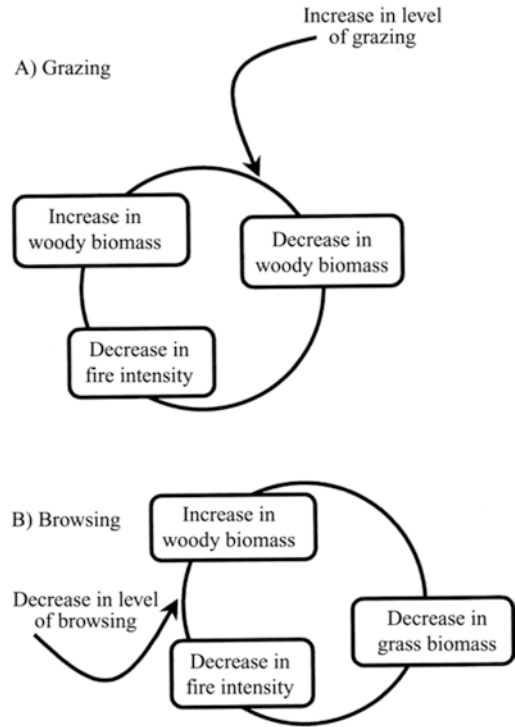 Increase in level
of grazing
A) Grazing
Increase in
woody biomass
Decrease in
woody biomass
Decrease in
fire intensity
B) Browsing
Increase in
woody biomass
Decrease in level
of browsing
Decrease in
grass biomass
Decrease in
fire intensity